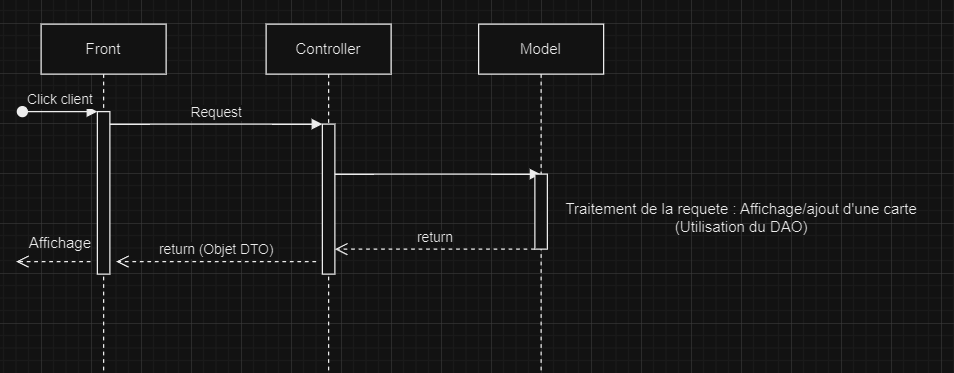 Front
Controller
Model
Click client
Request
Traitement de la requete : Affichage/ajout d'une carte
(Utilisation du DAO)
return
Affichage
return (Objet DTO)